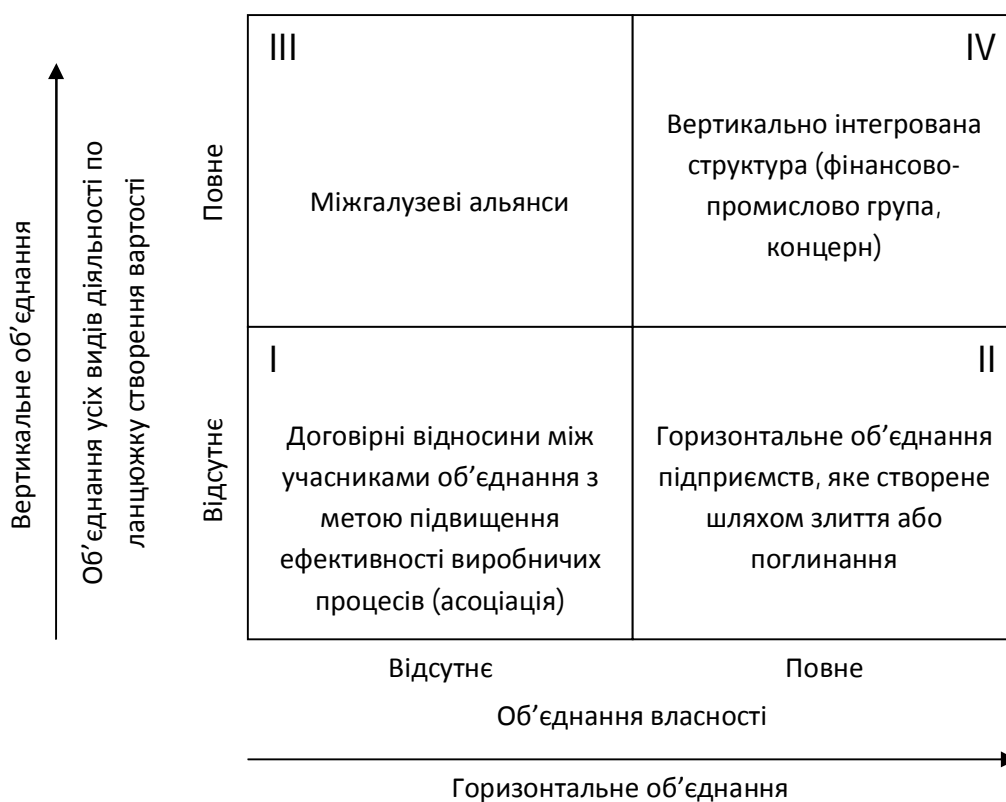 III
IV
Міжгалузеві альянси
Вертикально інтегрована
структура (фінансово-
промислово група,
концерн)
I
II
Договірні відносини між
учасниками об’єднання з
метою підвищення
ефективності виробничих
процесів (асоціація)
Горизонтальне об’єднання
підприємств, яке створене
шляхом злиття або
поглинання
Вертикальне об’єднання
Об’єднання усіх видів діяльності по
ланцюжку створення вартості
Повне
Відсутнє
Відсутнє
Повне
Об’єднання власності
Горизонтальне об’єднання